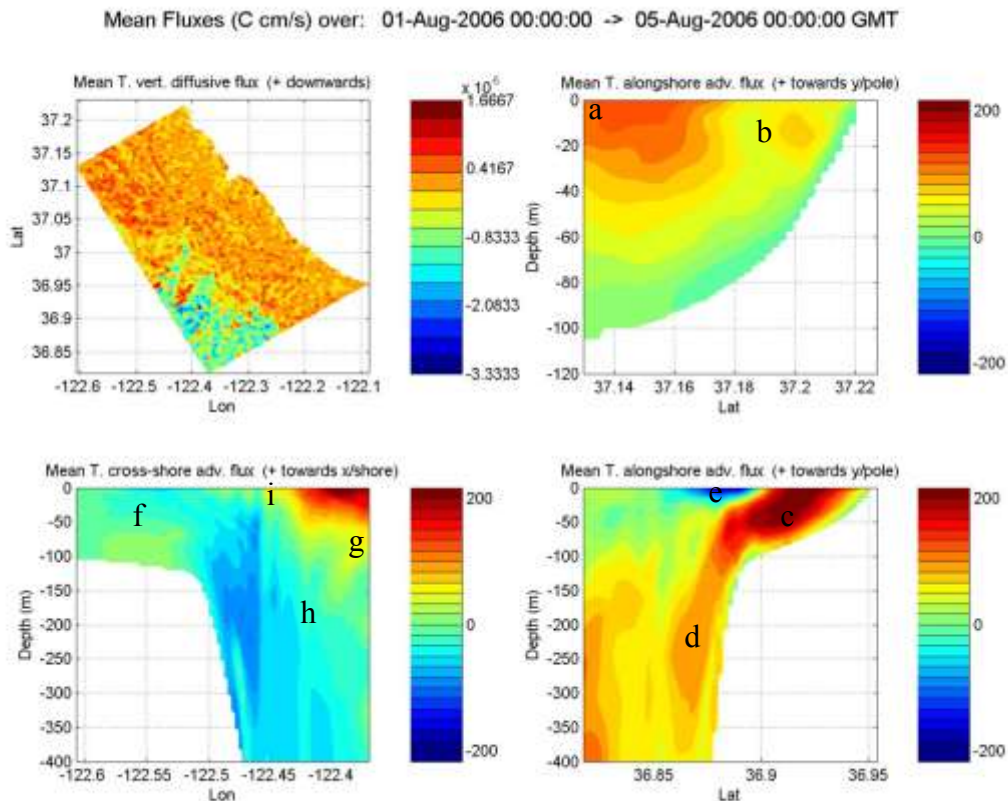 Mean Fluxes (C cm/s) over: 01-Aug-2006 00:00:00 -> 05-Aug-2006 00:00:00 GMT
Mean T. vert. diffusive flux (+ downwards)
x 10^6
37.2
37.15
37.1
37.05
37
36.95
36.9
36.85
Lat
-122.6 -122.5 -122.4 -122.3 -122.2 -122.1
Lon
1.6667
0.4167
-0.8333
-2.0833
-3.3333
Mean T. alongshore adv. flux (+ towards y/pole)
a
b
0
-20
-40
-60
-80
-100
-120
Depth (m)
37.14 37.16 37.18 37.2 37.22
Lat
200
100
0
-100
-200
Mean T. cross-shore adv. flux (+ towards x/shore)
i
f
g
h
0
-50
-100
-150
-200
-250
-300
-350
-400
Depth (m)
-122.6 -122.55 -122.5 -122.45 -122.4
Lon
200
100
0
-100
-200
Mean T. alongshore adv. flux (+ towards y/pole)
e
c
d
0
-50
-100
-150
-200
-250
-300
-350
-400
Depth (m)
36.85 36.9 36.95
Lat
200
100
0
-100
-200